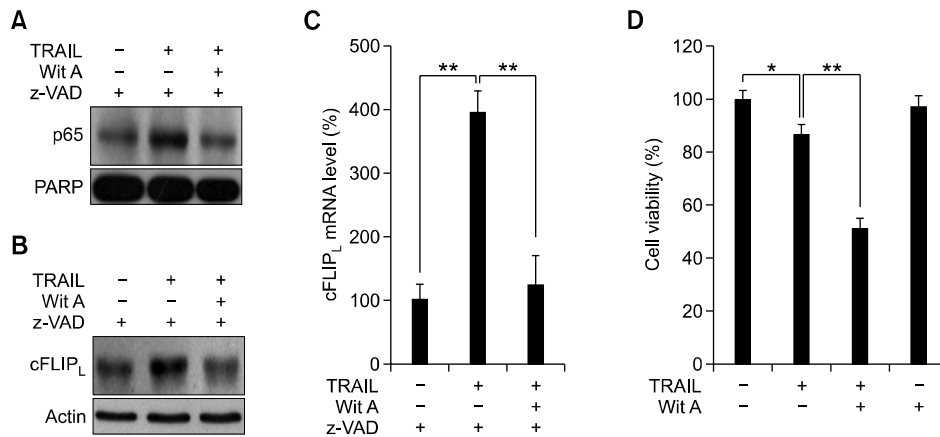 A
TRAIL − + +
Wit A − − +
z-VAD + + +
p65
PARP
B
TRAIL − + +
Wit A − − +
z-VAD + + +
cFLIPL
Actin
C
cFLIPL mRNA level (%)
500
400
300
200
100
0
** **
TRAIL − + +
Wit A − − +
z-VAD + + +
D
Cell viability (%)
120
100
80
60
40
20
0
* **
TRAIL − + + −
Wit A − − + +